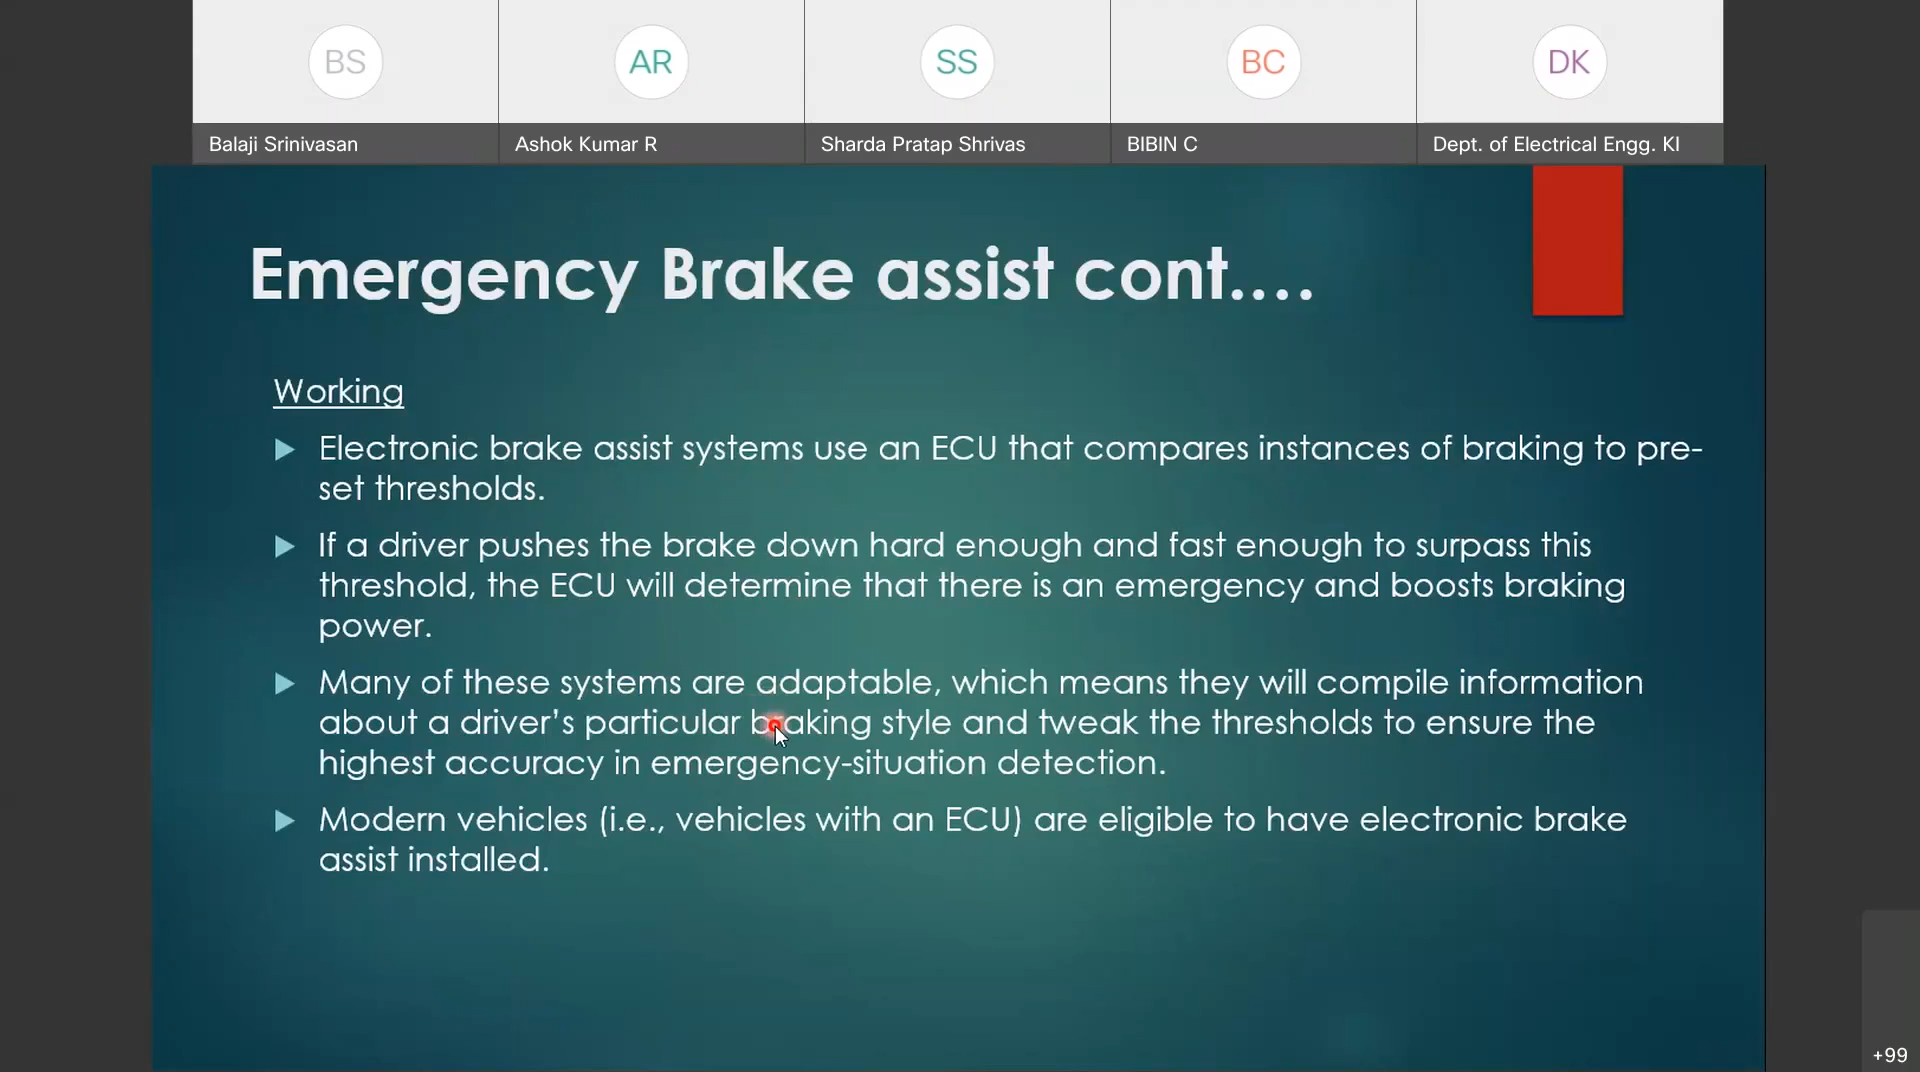 BS
AR
SS
BC
DK
Balaji Srinivasan
Ashok Kumar R
Sharda Pratap Shrivas
BIBIN C
Dept. of Electrical Engg. KI
Emergency Brake assist cont....
Working
Electronic brake assist systems use an ECU that compares instances of braking to pre-
set thresholds.
If a driver pushes the brake down hard enough and fast enough to surpass this
threshold, the ECU will determine that there is an emergency and boosts braking
power.
Many of these systems are adaptable, which means they will compile information
about a driver’s particular braking style and tweak the thresholds to ensure the
highest accuracy in emergency-situation detection.
Modern vehicles (i.e., vehicles with an ECU) are eligible to have electronic brake
assist installed.
+99